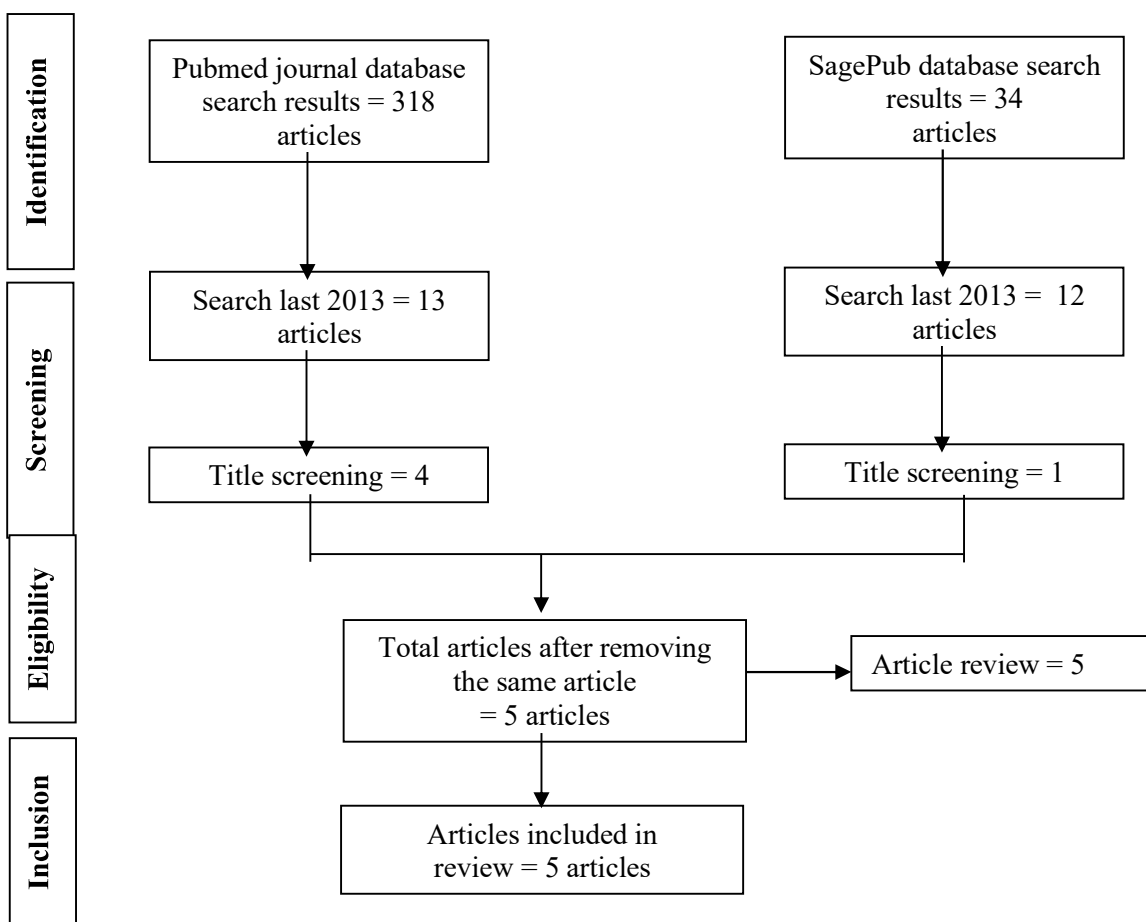 Identification
Pubmed journal database
search results = 318
articles
SagePub database search
results = 34
articles
Screening
Search last 2013 = 13
articles
Search last 2013 = 12
articles
Title screening = 4
Title screening = 1
Eligibility
Total articles after removing
the same article
= 5 articles
Article review = 5
Inclusion
Articles included in
review = 5 articles